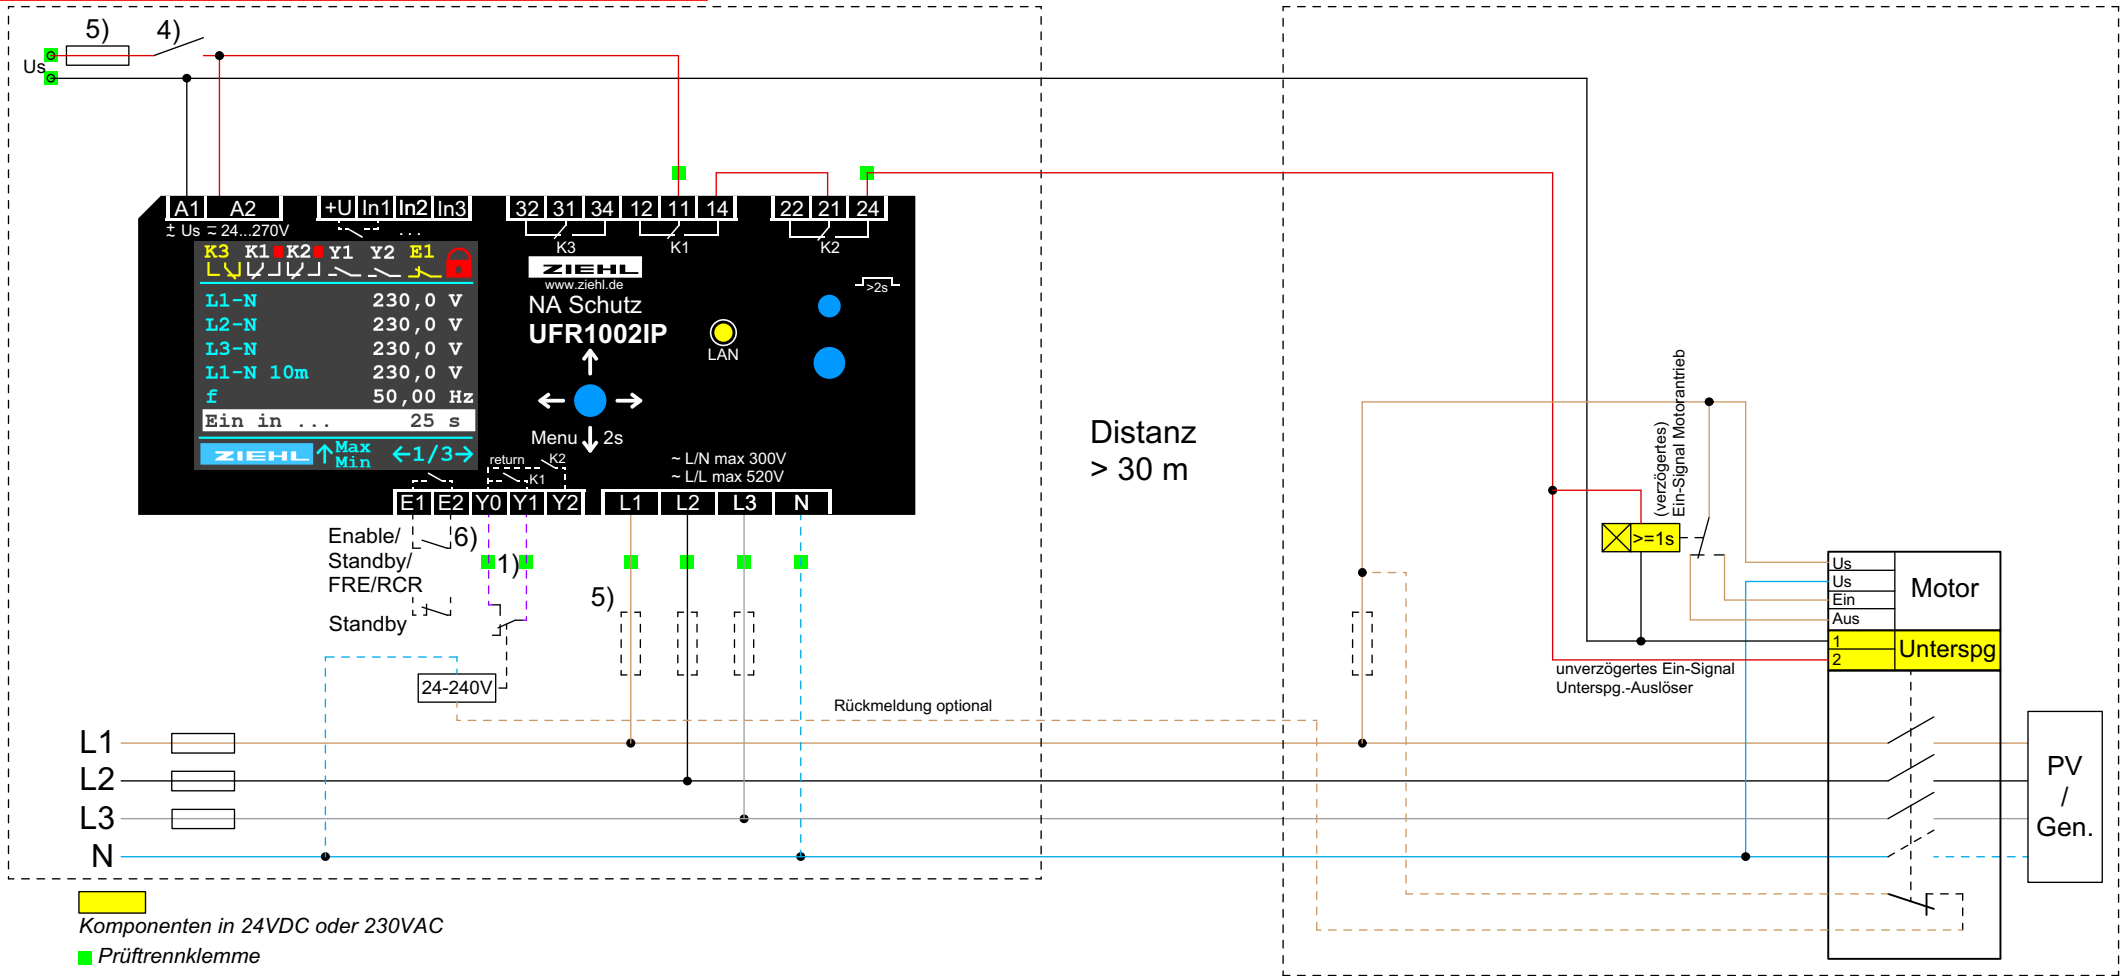 5)
4)
Us
A1
A2
+U
In1
In2
In3
32
31
34
12
11
14
22
21
24
± Us ≂ 24...270V
...
K3
K1
K2
K3
K1
K2
Y1
Y2
E1
L1-N 230,0 V
L2-N 230,0 V
L3-N 230,0 V
L1-N 10m 230,0 V
f 50,00 Hz
Ein in ... 25 s
ZIEHL ↑Max ←1/3→
Min
ZIEHL
www.ziehl.de
NA Schutz
UFR1002IP
LAN
>2s
Menu 2s
return
K2
K1
~ L/N max 300V
~ L/L max 520V
E1
E2
Y0
Y1
Y2
L1
L2
L3
N
Enable/
Standby/
FRE/RCR
Standby
6)
1)
5)
24-240V
Rückmeldung optional
Distanz
> 30 m
(verzögertes)
Ein-Signal Motorantrieb
>=1s
Us
Us
Ein
Aus
Motor
1
2
Unterspg
unverzögertes Ein-Signal
Unterspg.-Auslöser
L1
L2
L3
N
PV
/
Gen.
Komponenten in 24VDC oder 230VAC
Prüftrennklemme